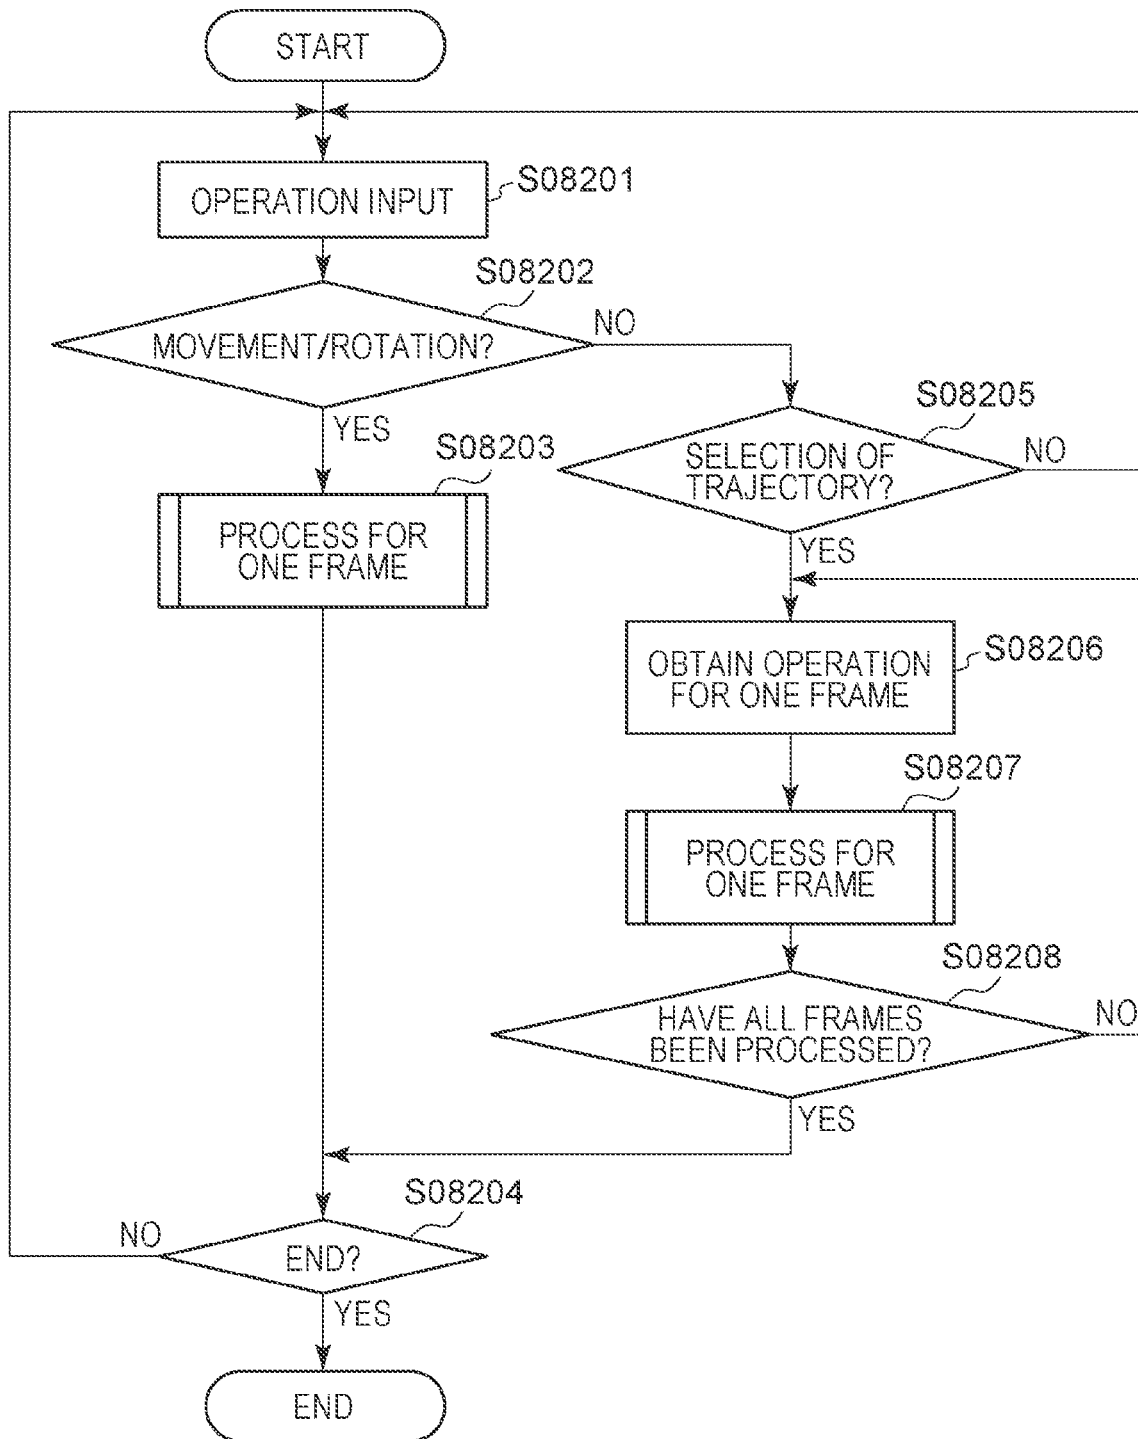 START
OPERATION INPUT
S08201
S08202
MOVEMENT/ROTATION?
NO
YES
S08203
PROCESS FOR
ONE FRAME
S08205
SELECTION OF
TRAJECTORY?
NO
YES
S08206
OBTAIN OPERATION
FOR ONE FRAME
S08207
PROCESS FOR
ONE FRAME
S08208
HAVE ALL FRAMES
BEEN PROCESSED?
NO
YES
S08204
END?
NO
YES
END